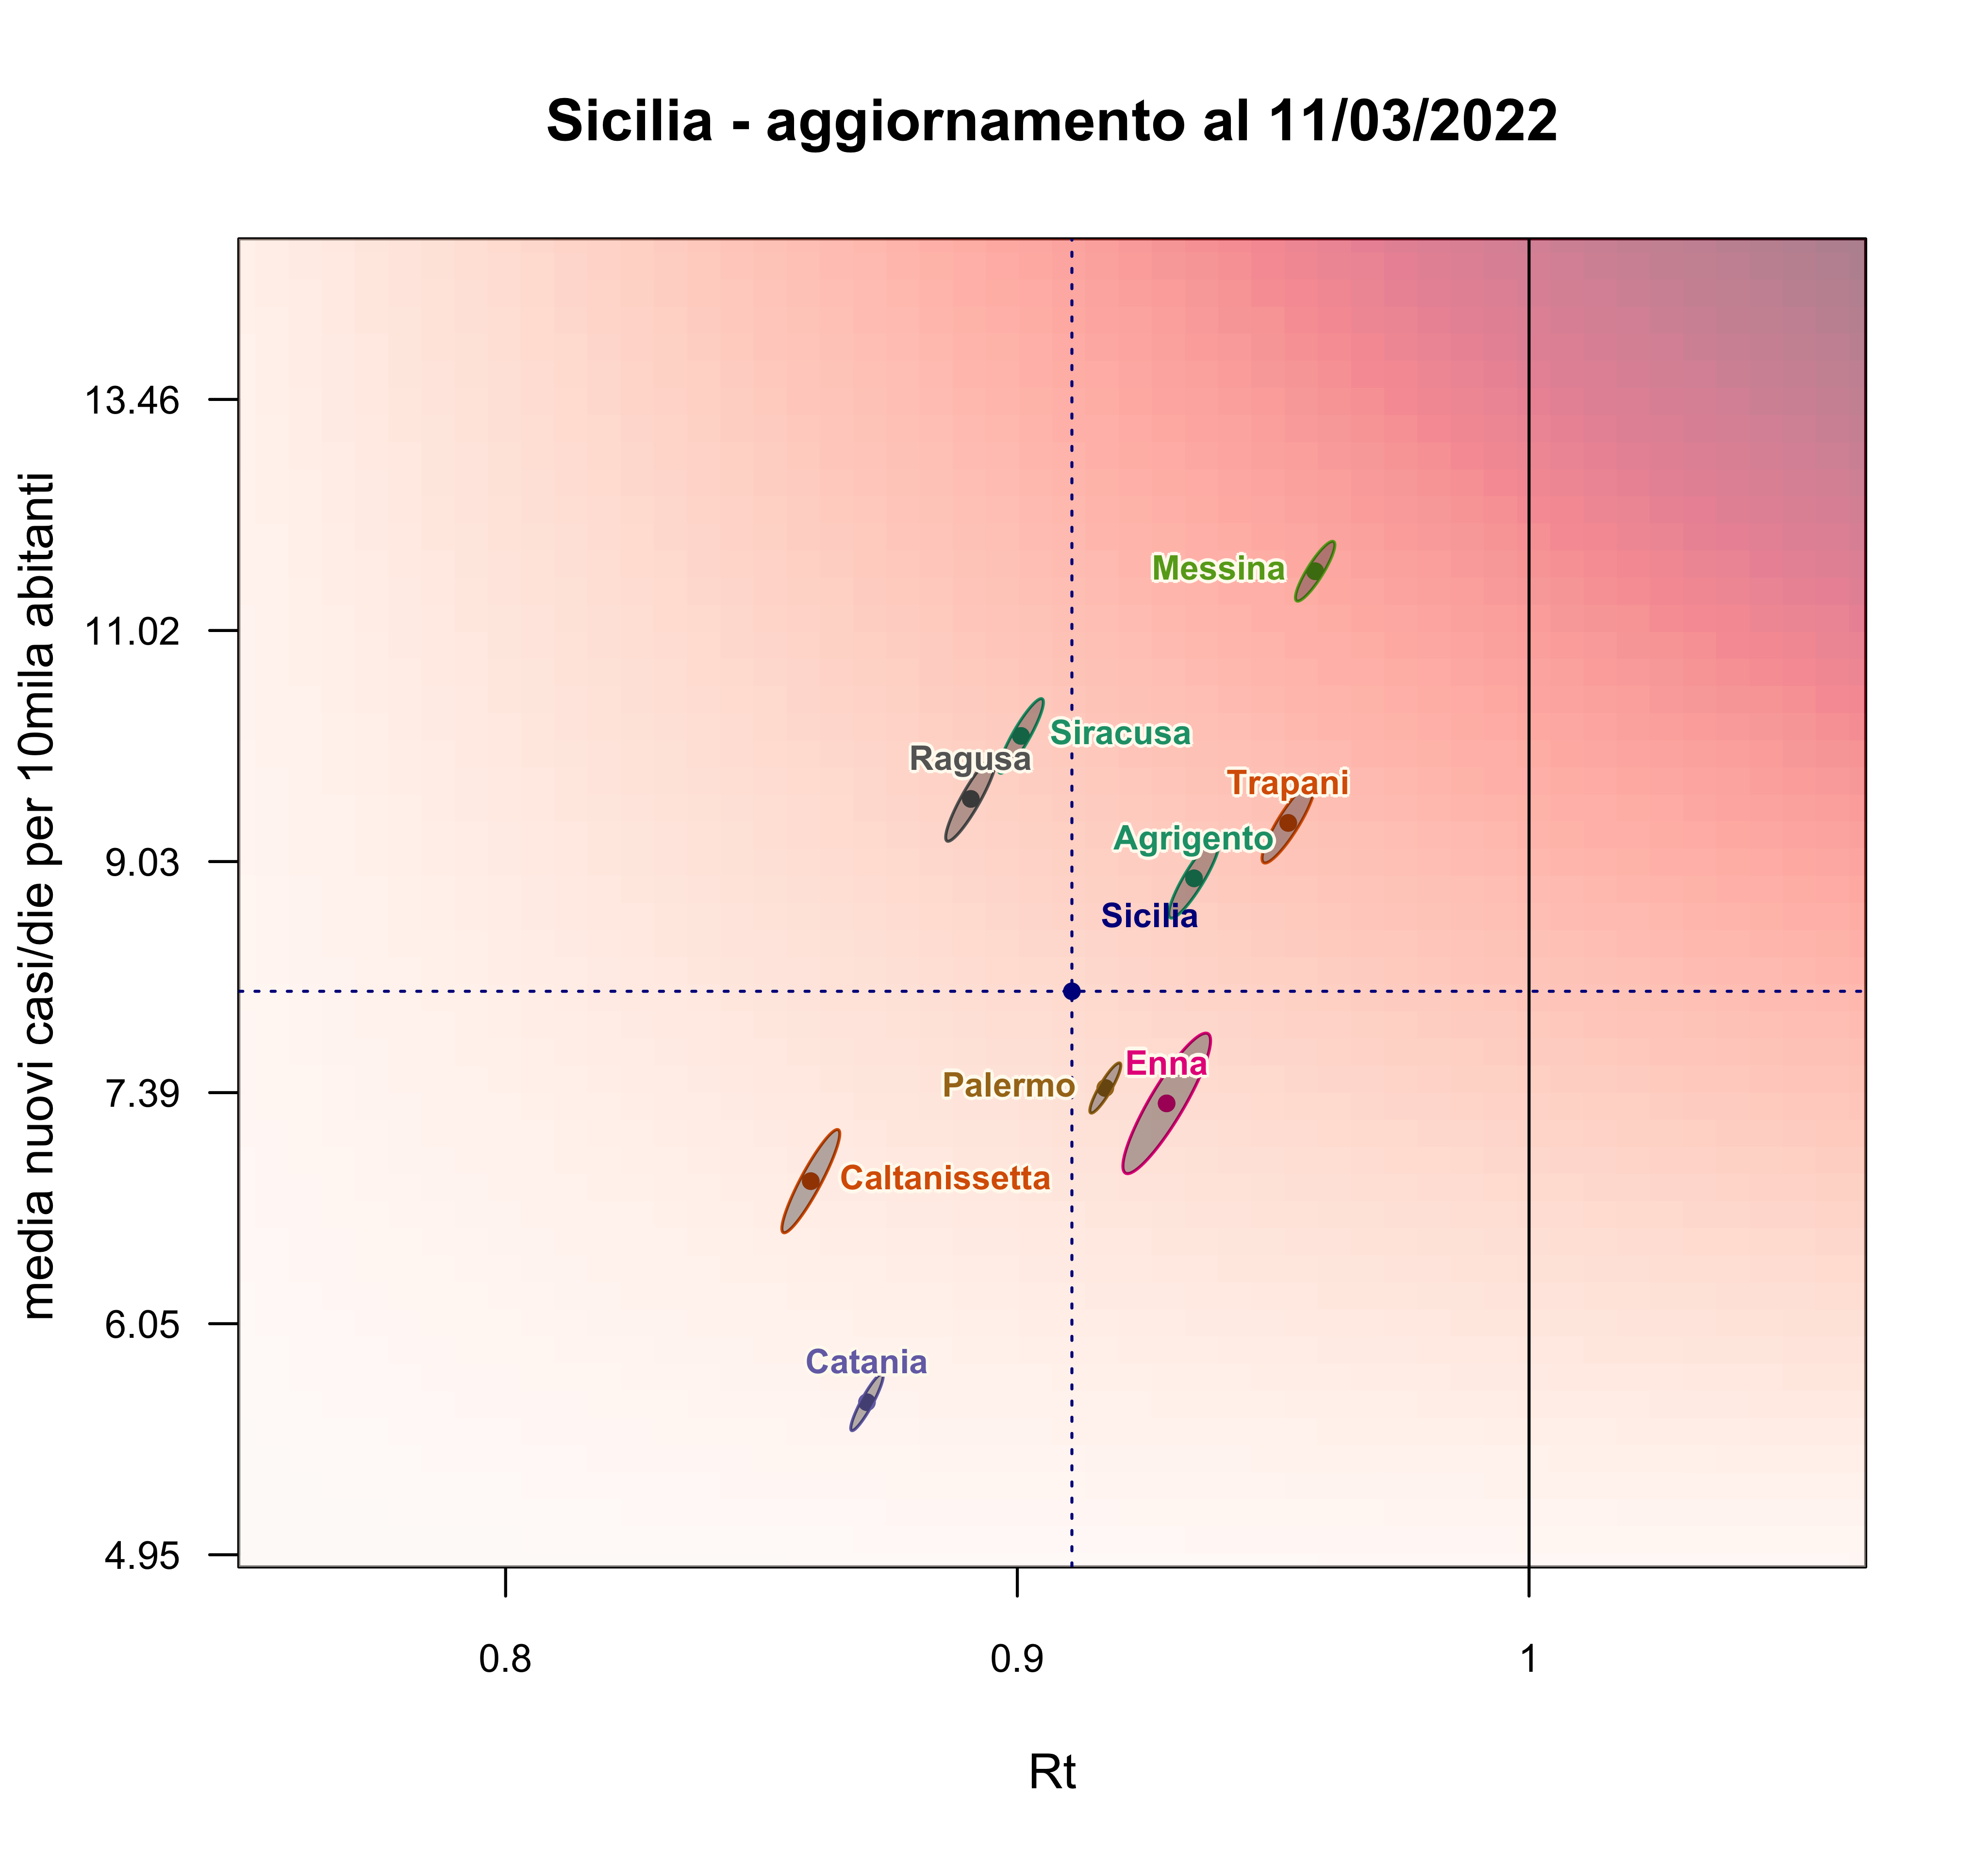 Sicilia - aggiornamento al 11/03/2022
media nuovi casi/die per 10mila abitanti
13.46
11.02
9.03
7.39
6.05
4.95
Messina
Siracusa
Ragusa
Trapani
Agrigento
Sicilia
Enna
Palermo
Caltanissetta
Catania
0.8
0.9
1
Rt